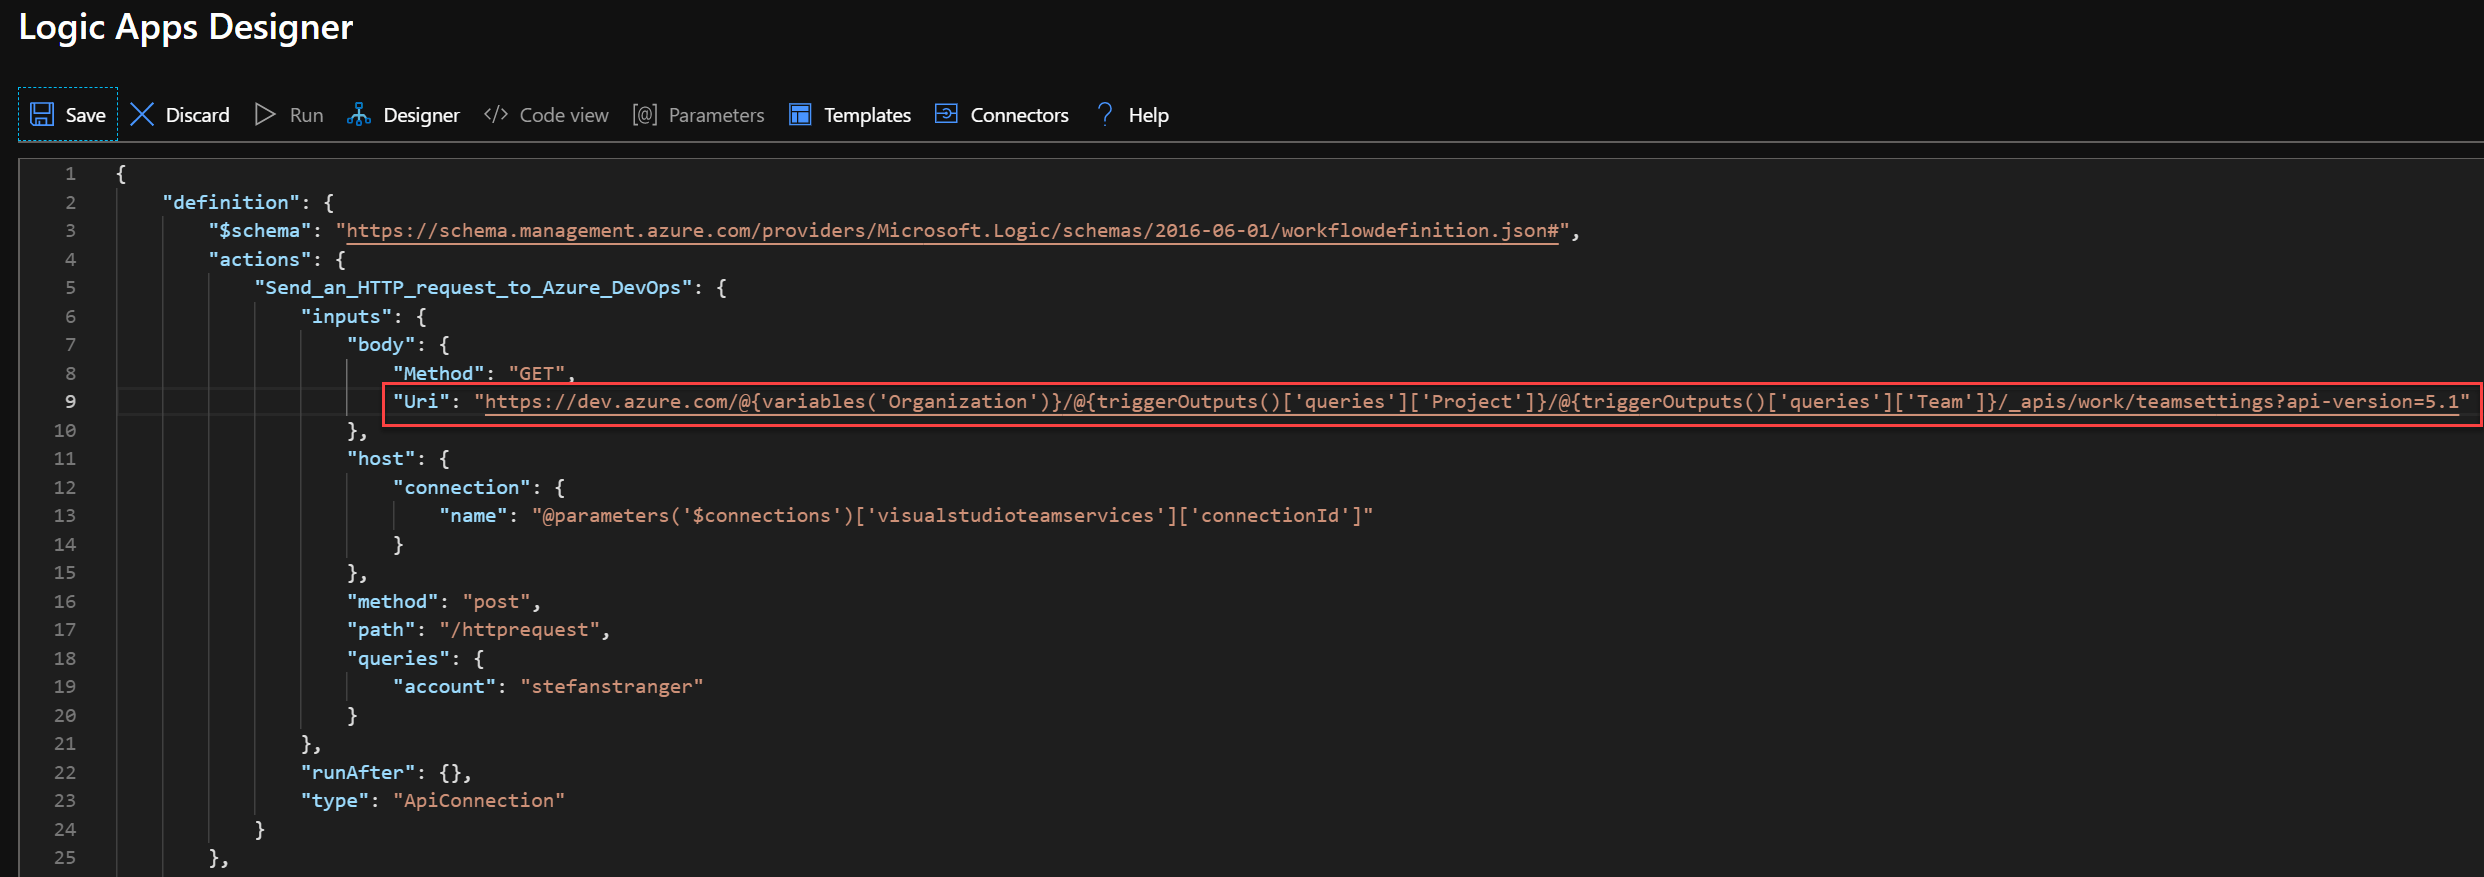 Logic Apps Designer
Save Discard Run Designer </> Code view [@] Parameters Templates Connectors ? Help
1 {
2 "definition": {
3 "$schema": "https://schema.management.azure.com/providers/Microsoft.Logic/schemas/2016-06-01/workflowdefinition.json#",
4 "actions": {
5 "Send_an_HTTP_request_to_Azure_DevOps": {
6 "inputs": {
7 "body": {
8 "Method": "GET",
9 "Uri": "https://dev.azure.com/@{variables('Organization')}/@{triggerOutputs()['queries']['Project']}/@{triggerOutputs()['queries']['Team']}/_apis/work/teamsettings?api-version=5.1"
10 },
11 "host": {
12 "connection": {
13 "name": "@parameters('$connections')['visualstudioteamservices']['connectionId']"
14 }
15 },
16 "method": "post",
17 "path": "/httprequest",
18 "queries": {
19 "account": "stefanstranger"
20 }
21 },
22 "runAfter": {},
23 "type": "ApiConnection"
24 }
25 },